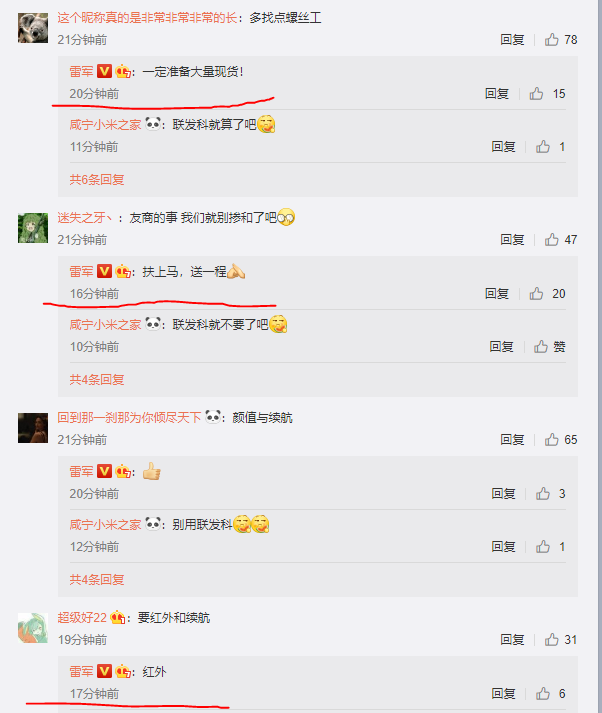 这个昵称真的是非常非常非常的长：多找点螺丝工
21分钟前 回复 78
雷军 V：一定准备大量现货！
20分钟前 回复 15
咸宁小米之家：联发科就算了吧
11分钟前 回复 1
共6条回复
迷失之牙丶：友商的事 我们就别掺和了吧
21分钟前 回复 47
雷军 V：扶上马，送一程
16分钟前 回复 20
咸宁小米之家：联发科就不要了吧
10分钟前 回复 赞
共4条回复
回到那一刹那为你倾尽天下：颜值与续航
21分钟前 回复 65
雷军 V：
20分钟前 回复 3
咸宁小米之家：别用联发科
12分钟前 回复 1
共4条回复
超级好22：要红外和续航
19分钟前 回复 31
雷军 V：红外
17分钟前 回复 6